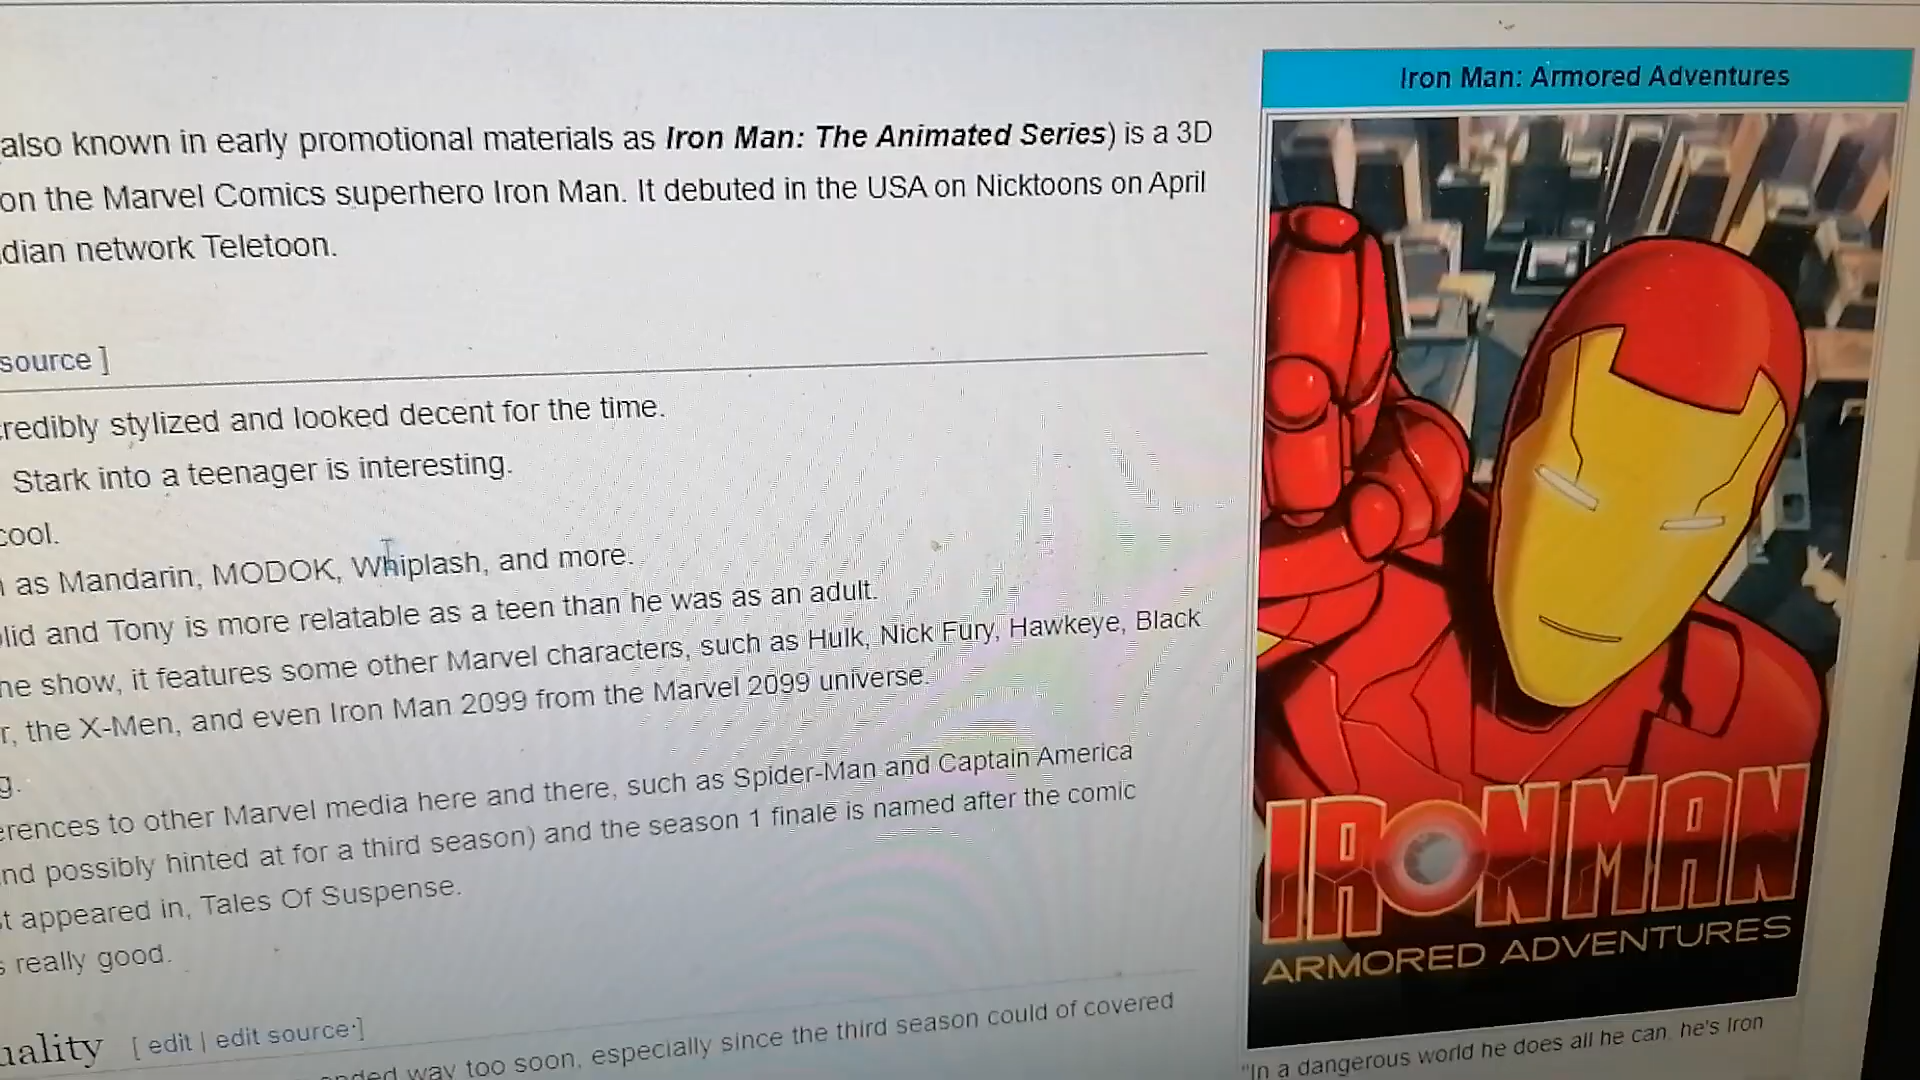 also known in early promotional materials as Iron Man: The Animated Series) is a 3D
on the Marvel Comics superhero Iron Man. It debuted in the USA on Nicktoons on April
dian network Teletoon.
source ]
credibly stylized and looked decent for the time.
Stark into a teenager is interesting.
cool.
as Mandarin, MODOK, Whiplash, and more.
lid and Tony is more relatable as a teen than he was as an adult.
he show, it features some other Marvel characters, such as Hulk, Nick Fury, Hawkeye, Black
r, the X-Men, and even Iron Man 2099 from the Marvel 2099 universe.
g.
erences to other Marvel media here and there, such as Spider-Man and Captain America
nd possibly hinted at for a third season) and the season 1 finale is named after the comic
st appeared in, Tales Of Suspense.
s really good.
uality [ edit | edit source ]
ended way too soon, especially since the third season could of covered
Iron Man: Armored Adventures
IRON MAN
ARMORED ADVENTURES
"In a dangerous world he does all he can, he's Iron